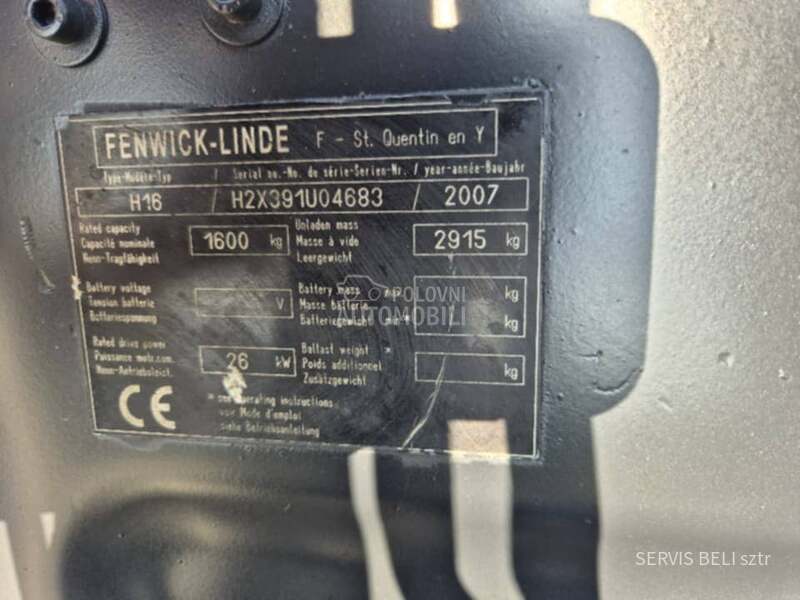 FENWICK-LINDE F - St. Quentin en Y
Type-Modèle-Typ / Serial no.-No. de série-Serien-Nr. / year-année-Baujahr
H16 / H2X391U04683 / 2007
Rated capacity
Capacité nominale
Nenn-Tragfähigkeit
1600 kg
Unladen mass
Masse à vide
Leergewicht
2915 kg
Battery voltage
Tension batterie
Batteriespannung
V
Battery mass
Masse batterie
Batteriegewicht
kg
kg
Rated drive power
Puissance motr.com.
Nenn-Antriebsleist.
26 kW
Ballast weight *
Poids additionnel
Zusatzgewicht
kg
CE
* see operating instructions
voir Mode d'emploi
siehe Betriebsanleitung
POLOVNI
AUTOMOBILI
SERVIS BELI sztr